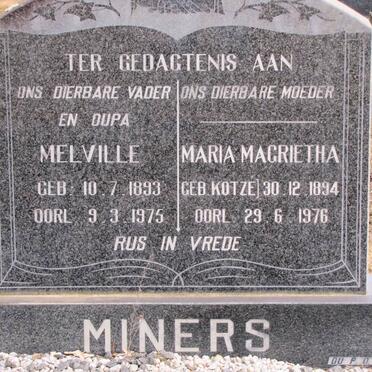 TER GEDAGTENIS AAN
ONS DIERBARE VADER
EN OUPA
MELVILLE
GEB. 10. 7. 1893
OORL. 9. 3. 1975
ONS DIERBARE MOEDER
MARIA MAGRIETHA
(GEB KOTZE) 30. 12. 1894
OORL. 29. 6. 1976
RUS IN VREDE
MINERS